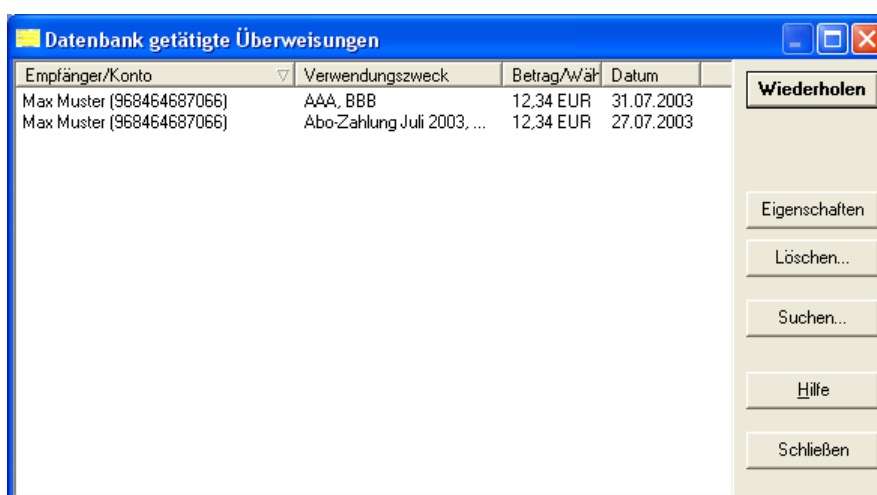 Datenbank getätigte Überweisungen
Empfänger/Konto Verwendungszweck Betrag/Wäh Datum
Max Muster (968464687066) AAA, BBB 12,34 EUR 31.07.2003
Max Muster (968464687066) Abo-Zahlung Juli 2003, ... 12,34 EUR 27.07.2003
Wiederholen
Eigenschaften
Löschen...
Suchen...
Hilfe
Schließen